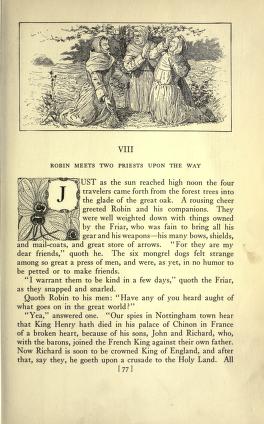 VIII
ROBIN MEETS TWO PRIESTS UPON THE WAY
JUST as the sun reached high noon the four
travelers came forth from the forest trees into
the glade of the great oak. A rousing cheer
greeted Robin and his companions. They
were well weighted down with things owned
by the Friar, who was fain to bring all his
gear and his weapons—his many bows, shields,
and mail-coats, and great store of arrows. "For they are my
dear friends," quoth he. The six mongrel dogs felt strange
among so great a press of men, and were, as yet, in no humor to
be petted or to make friends.
"I warrant them to be kind in a few days," quoth the Friar,
as they snapped and snarled.
Quoth Robin to his men: "Have any of you heard aught of
what goes on in the great world?"
"Yea," answered one. "Our spies in Nottingham town hear
that King Henry hath died in his palace of Chinon in France
of a broken heart, because of his sons, John and Richard, who,
with the barons, joined the French King against their own father.
Now Richard is soon to be crowned King of England, and after
that, say they, he goeth upon a crusade to the Holy Land. All
[77]